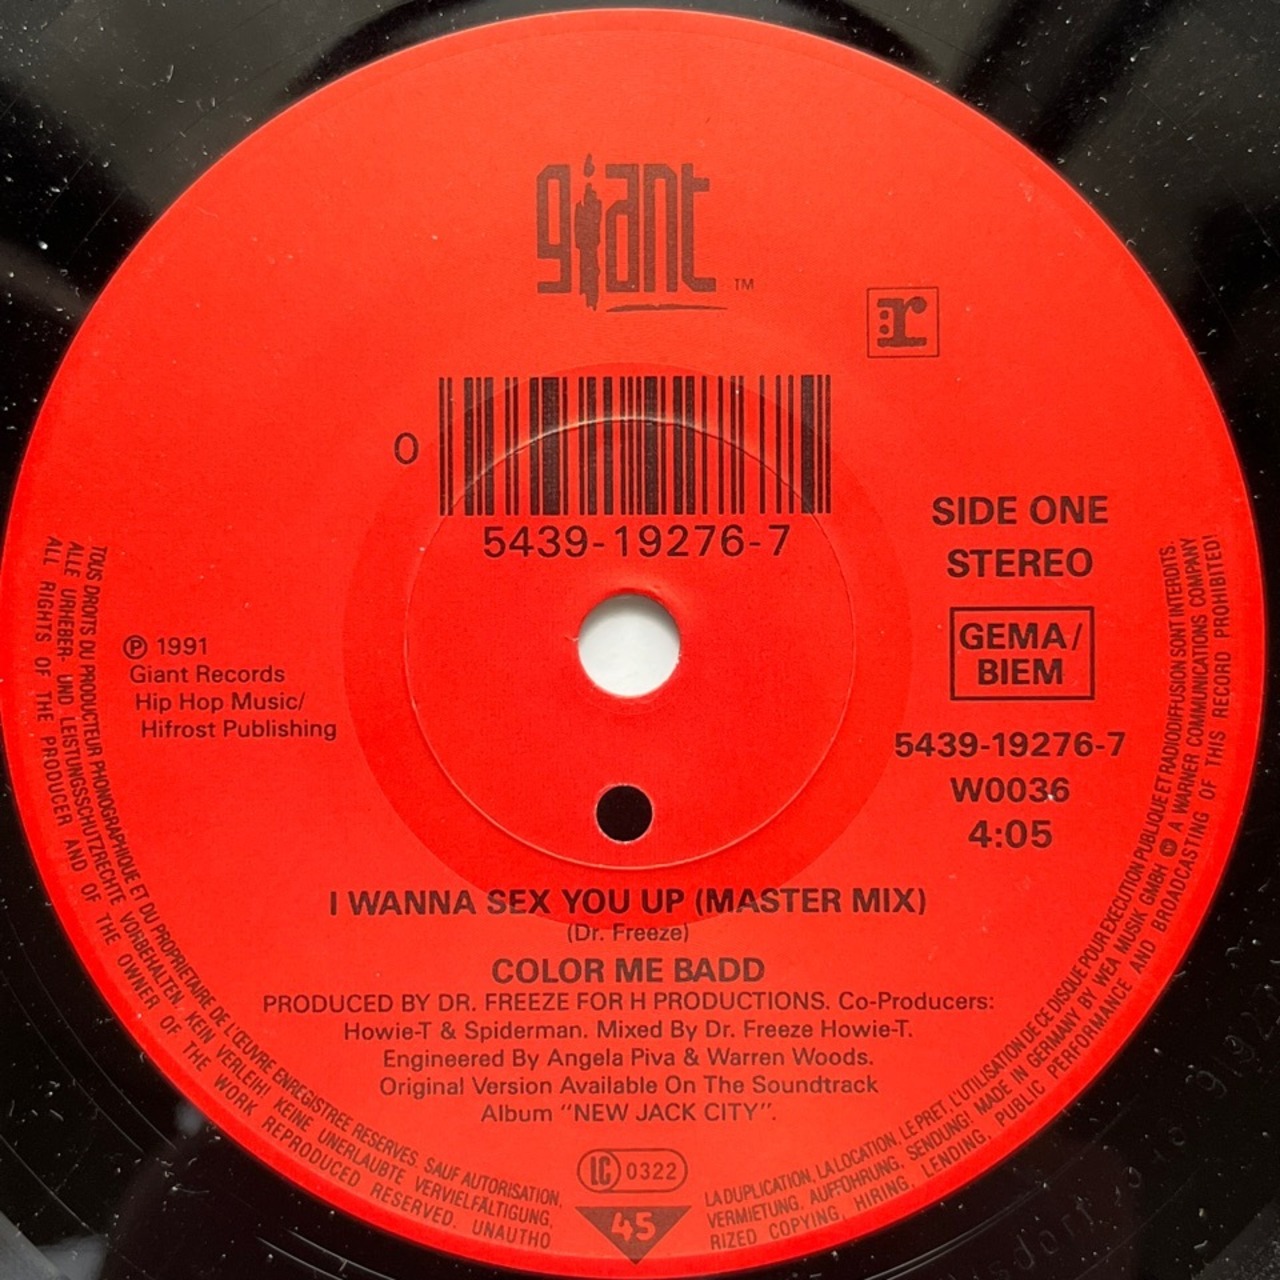 giant
TM
r
0
5439-19276-7
SIDE ONE
STEREO
GEMA/
BIEM
5439-19276-7
W0036
4:05
℗ 1991
Giant Records
Hip Hop Music/
Hifrost Publishing
I WANNA SEX YOU UP (MASTER MIX)
(Dr. Freeze)
COLOR ME BADD
PRODUCED BY DR. FREEZE FOR H PRODUCTIONS. Co-Producers:
Howie-T & Spiderman. Mixed By Dr. Freeze Howie-T.
Engineered By Angela Piva & Warren Woods.
Original Version Available On The Soundtrack
Album "NEW JACK CITY".
LC 0322
45
TOUS DROITS DU PRODUCTEUR PHONOGRAPHIQUE ET DU PROPRIETAIRE DE L'ŒUVRE ENREGISTREE RESERVES. SAUF AUTORISATION LA DUPLICATION, LA LOCATION, LE PRET, L'UTILISATION DE CE DISQUE POUR EXECUTION PUBLIQUE ET RADIODIFFUSION SONT INTERDITS.
ALLE URHEBER- UND LEISTUNGSSCHUTZRECHTE VORBEHALTEN. KEIN VERLEIH! KEINE UNERLAUBTE VERVIELFÄLTIGUNG, VERMIETUNG, AUFFÜHRUNG, SENDUNG! MADE IN GERMANY BY WEA MUSIK GMBH A WARNER COMMUNICATIONS COMPANY
ALL RIGHTS OF THE PRODUCER AND OF THE OWNER OF THE WORK REPRODUCED RESERVED. UNAUTHORIZED COPYING, HIRING, LENDING, PUBLIC PERFORMANCE AND BROADCASTING OF THIS RECORD PROHIBITED!